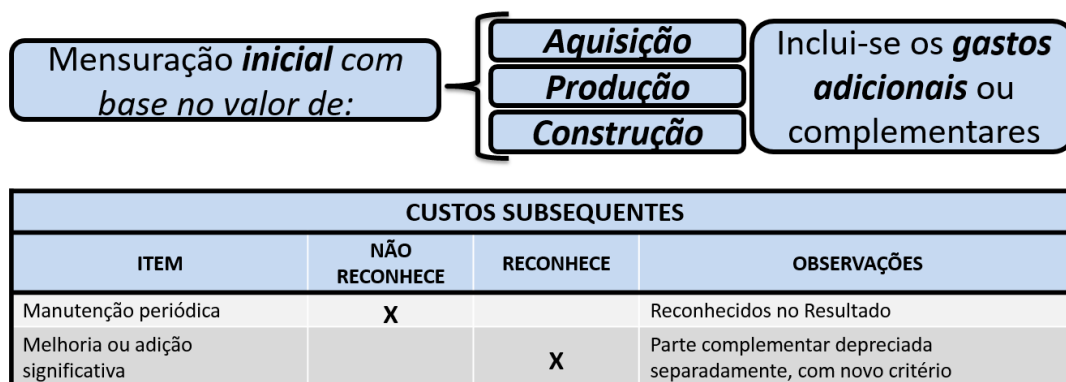 Mensuração inicial com
base no valor de:
Aquisição
Produção
Construção
Inclui-se os gastos
adicionais ou
complementares
CUSTOS SUBSEQUENTES
ITEM
NÃO
RECONHECE
RECONHECE
OBSERVAÇÕES
Manutenção periódica
X
Reconhecidos no Resultado
Melhoria ou adição
significativa
X
Parte complementar depreciada
separadamente, com novo critério